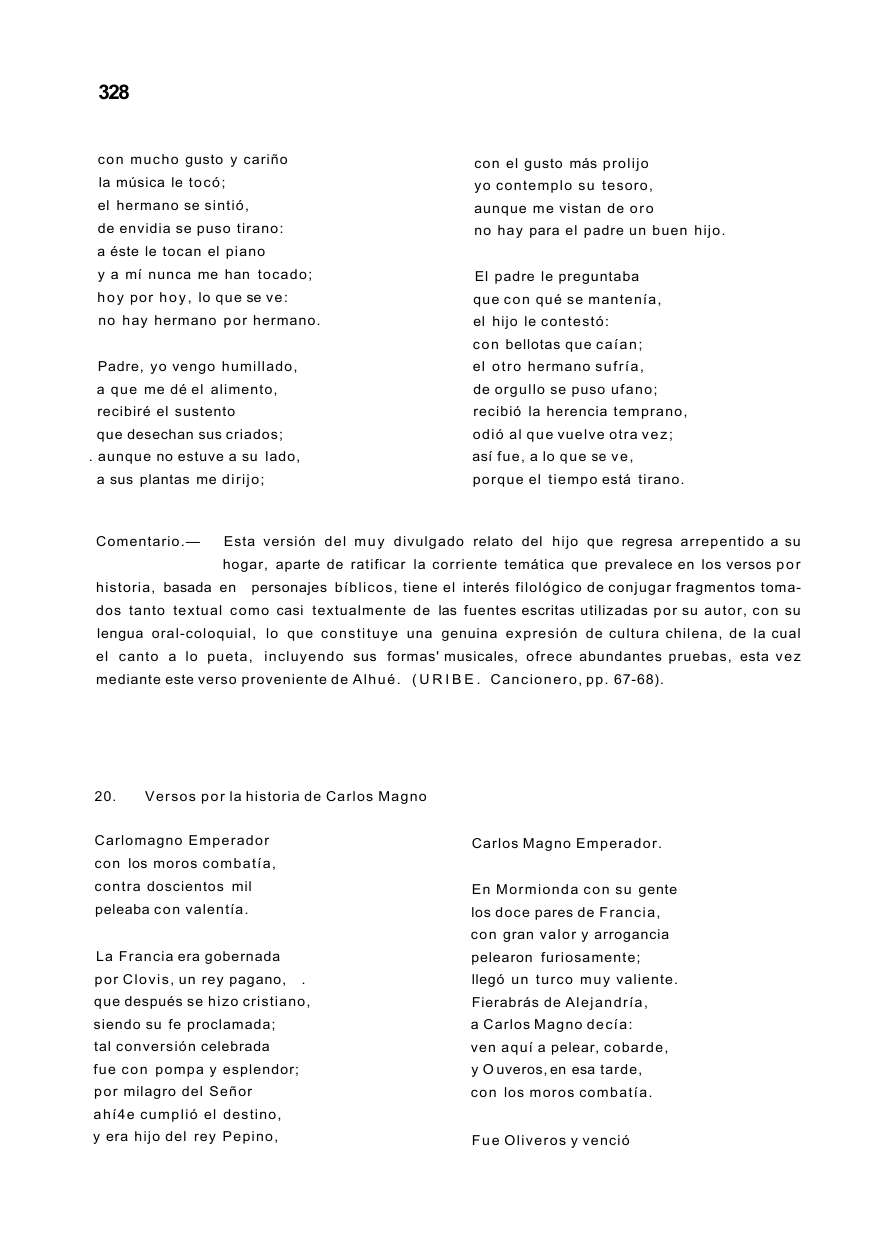 328
con mucho gusto y cariño
la música le tocó;
el hermano se sintió,
de envidia se puso tirano:
a éste le tocan el piano
y a mí nunca me han tocado;
hoy por hoy, lo que se ve:
no hay hermano por hermano.
Padre, yo vengo humillado,
a que me dé el alimento,
recibiré el sustento
que desechan sus criados;
. aunque no estuve a su lado,
a sus plantas me dirijo;
con el gusto más prolijo
yo contemplo su tesoro,
aunque me vistan de oro
no hay para el padre un buen hijo.
El padre le preguntaba
que con qué se mantenía,
el hijo le contestó:
con bellotas que caían;
el otro hermano sufría,
de orgullo se puso ufano;
recibió la herencia temprano,
odió al que vuelve otra vez;
así fue, a lo que se ve,
porque el tiempo está tirano.
Comentario.— Esta versión del muy divulgado relato del hijo que regresa arrepentido a su
hogar, aparte de ratificar la corriente temática que prevalece en los versos por
historia, basada en personajes bíblicos, tiene el interés filológico de conjugar fragmentos toma-
dos tanto textual como casi textualmente de las fuentes escritas utilizadas por su autor, con su
lengua oral-coloquial, lo que constituye una genuina expresión de cultura chilena, de la cual
el canto a lo pueta, incluyendo sus formas' musicales, ofrece abundantes pruebas, esta vez
mediante este verso proveniente de Alhué. (URIBE. Cancionero, pp. 67-68).
20. Versos por la historia de Carlos Magno
Carlomagno Emperador
con los moros combatía,
contra doscientos mil
peleaba con valentía.
La Francia era gobernada
por Clovis, un rey pagano, .
que después se hizo cristiano,
siendo su fe proclamada;
tal conversión celebrada
fue con pompa y esplendor;
por milagro del Señor
ahí4e cumplió el destino,
y era hijo del rey Pepino,
Carlos Magno Emperador.
En Mormionda con su gente
los doce pares de Francia,
con gran valor y arrogancia
pelearon furiosamente;
llegó un turco muy valiente.
Fierabrás de Alejandría,
a Carlos Magno decía:
ven aquí a pelear, cobarde,
y O uveros, en esa tarde,
con los moros combatía.
Fue Oliveros y venció